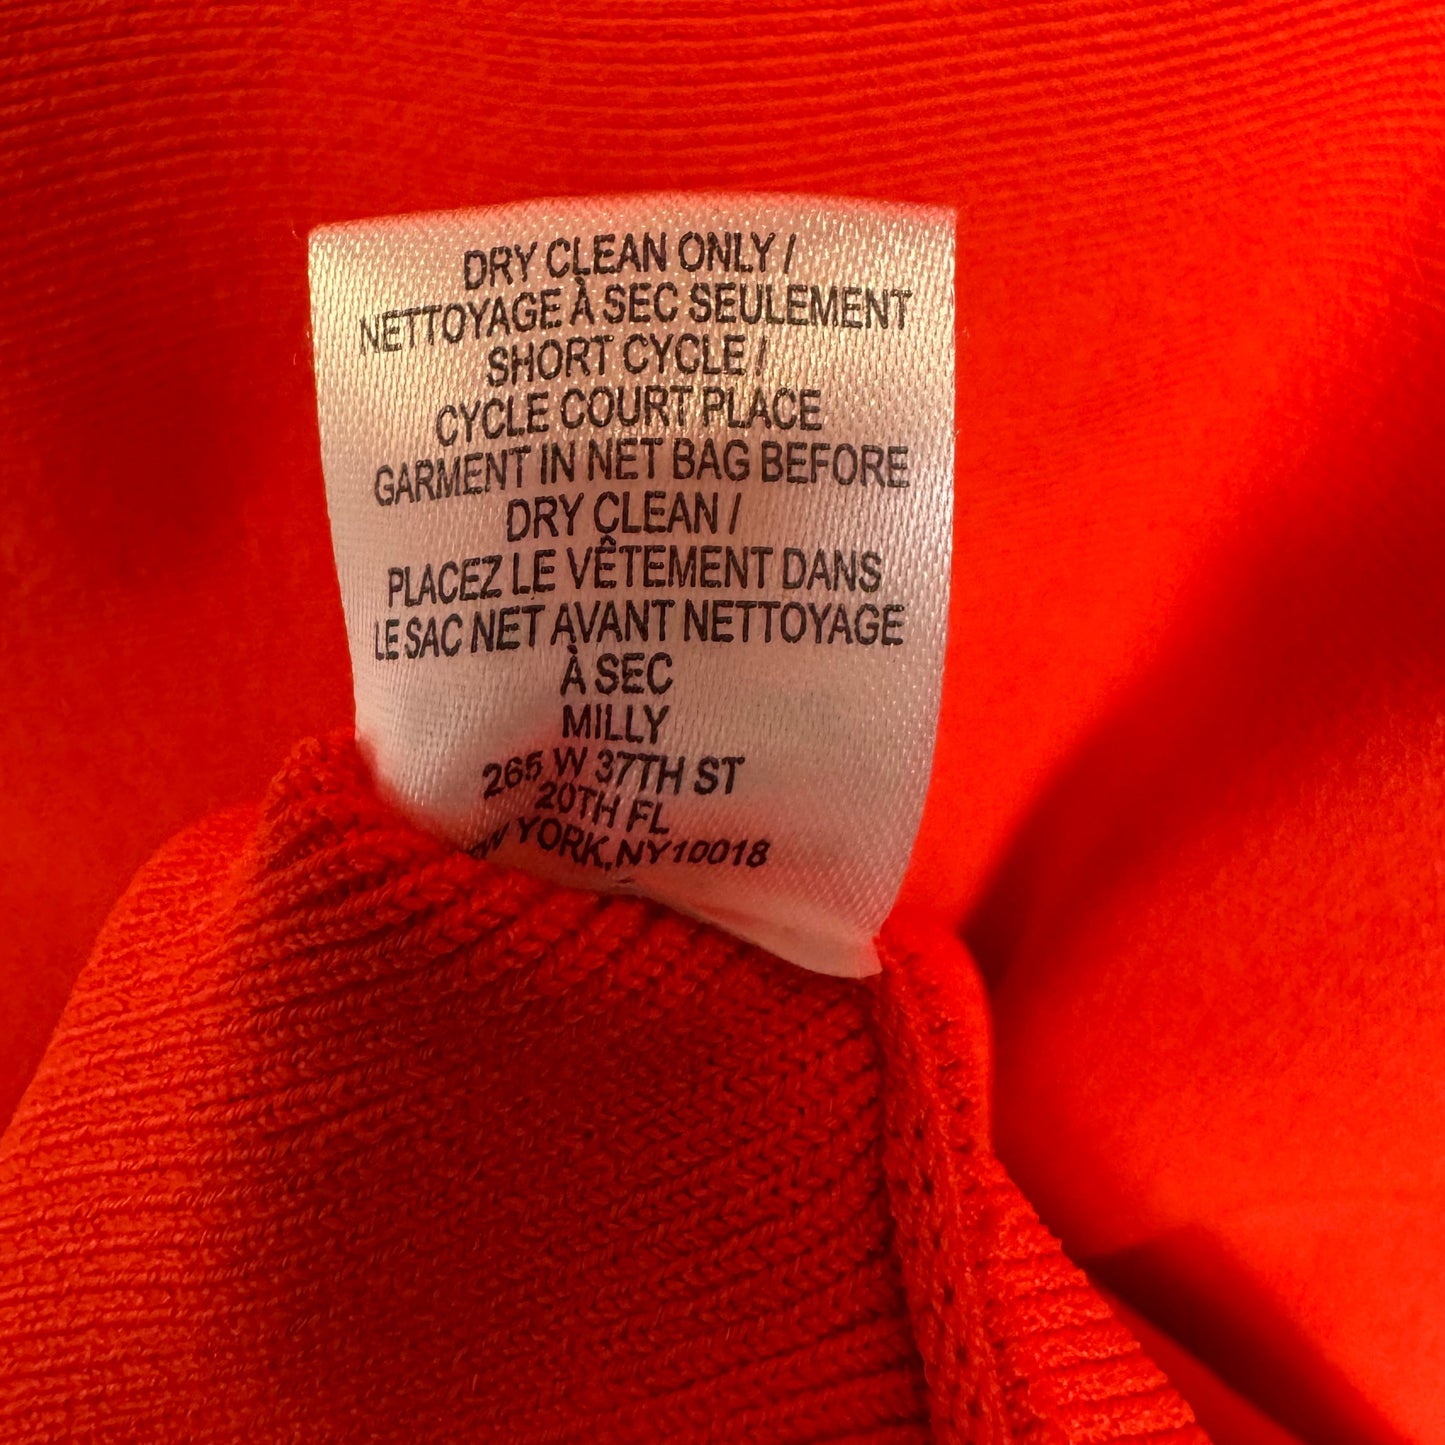 DRY CLEAN ONLY /
NETTOYAGE À SEC SEULEMENT
SHORT CYCLE /
CYCLE COURT PLACE
GARMENT IN NET BAG BEFORE
DRY CLEAN /
PLACEZ LE VÊTEMENT DANS
LE SAC NET AVANT NETTOYAGE
À SEC
MILLY
265 W 37TH ST
20TH FL
YORK,NY10018